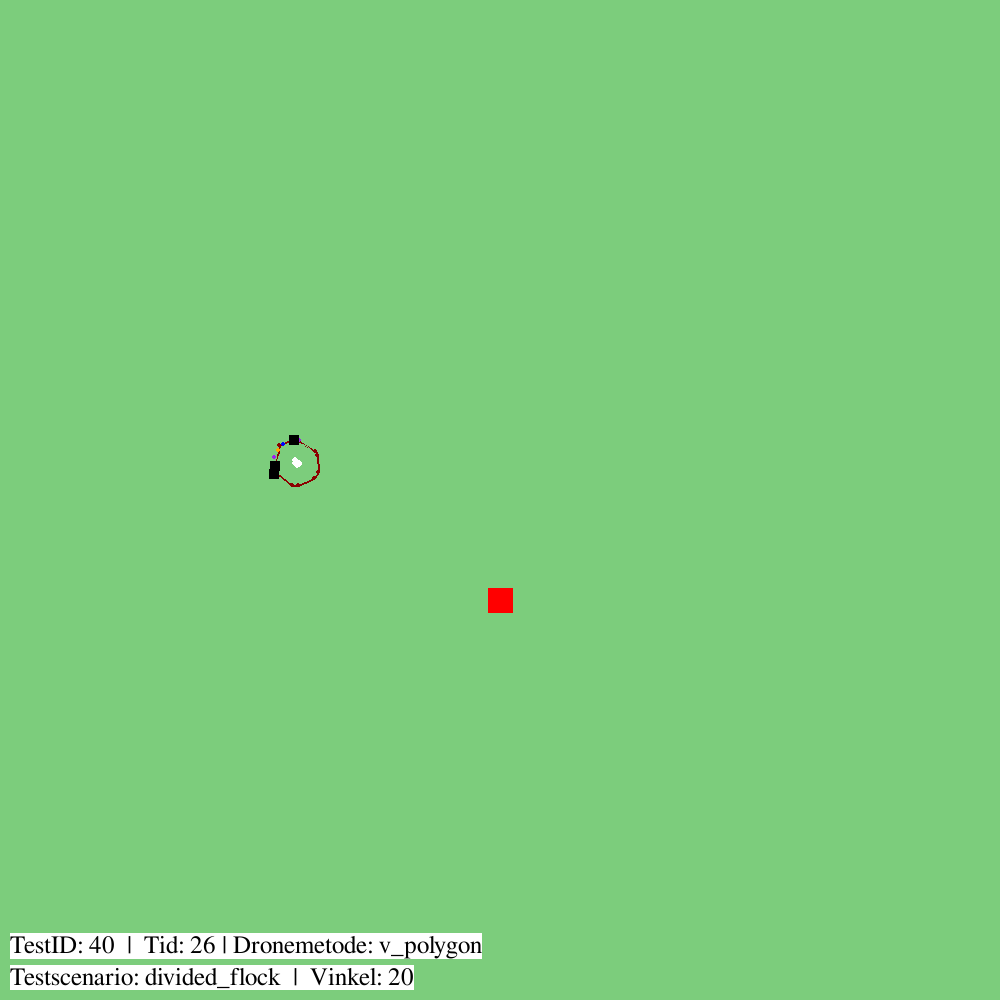 TestID: 40 | Tid: 26 | Dronemetode: v_polygon
Testscenario: divided_flock | Vinkel: 20